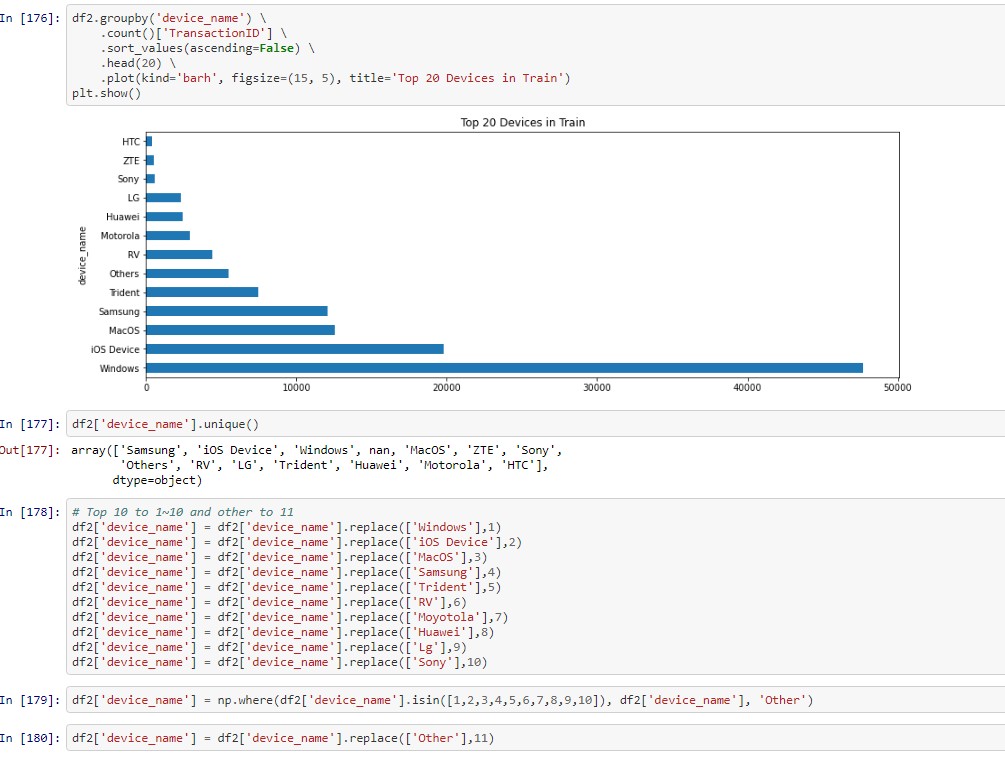 In [176]: df2.groupby('device_name') \
.count()['TransactionID'] \
.sort_values(ascending=False) \
.head(20) \
.plot(kind='barh', figsize=(15, 5), title='Top 20 Devices in Train')
plt.show()
Top 20 Devices in Train
device_name
HTC
ZTE
Sony
LG
Huawei
Motorola
RV
Others
Trident
Samsung
MacOS
iOS Device
Windows
0 10000 20000 30000 40000 50000
In [177]: df2['device_name'].unique()
Out[177]: array(['Samsung', 'iOS Device', 'Windows', nan, 'MacOS', 'ZTE', 'Sony',
'Others', 'RV', 'LG', 'Trident', 'Huawei', 'Motorola', 'HTC'],
dtype=object)
In [178]: # Top 10 to 1~10 and other to 11
df2['device_name'] = df2['device_name'].replace(['Windows'],1)
df2['device_name'] = df2['device_name'].replace(['iOS Device'],2)
df2['device_name'] = df2['device_name'].replace(['MacOS'],3)
df2['device_name'] = df2['device_name'].replace(['Samsung'],4)
df2['device_name'] = df2['device_name'].replace(['Trident'],5)
df2['device_name'] = df2['device_name'].replace(['RV'],6)
df2['device_name'] = df2['device_name'].replace(['Moyotola'],7)
df2['device_name'] = df2['device_name'].replace(['Huawei'],8)
df2['device_name'] = df2['device_name'].replace(['Lg'],9)
df2['device_name'] = df2['device_name'].replace(['Sony'],10)
In [179]: df2['device_name'] = np.where(df2['device_name'].isin([1,2,3,4,5,6,7,8,9,10]), df2['device_name'], 'Other')
In [180]: df2['device_name'] = df2['device_name'].replace(['Other'],11)